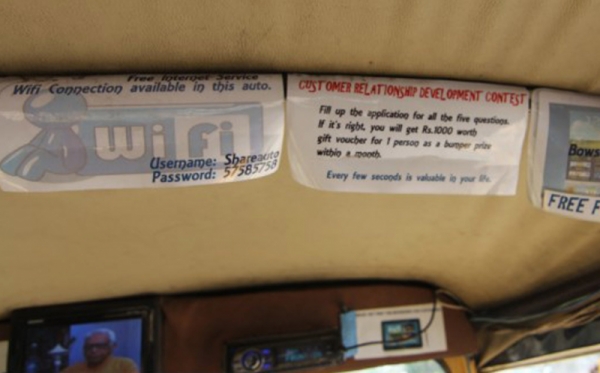 Free Internet Service
Wifi Connection available in this auto.
wi fi
Username: Shareauto
Password: 57585758
CUSTOMER RELATIONSHIP DEVELOPMENT CONTEST
Fill up the application for all the five questions.
If it's right, you will get Rs.1000 worth
gift voucher for 1 person as a bumper prize
within a month.
Every few seconds is valuable in your life.
FREE